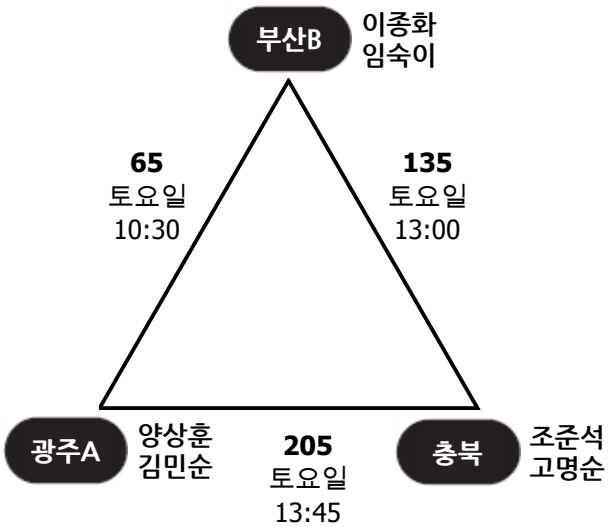 부산B
이종화
임숙이
65
토요일
10:30
135
토요일
13:00
광주A
양상훈
김민순
205
토요일
13:45
충북
조준석
고명순